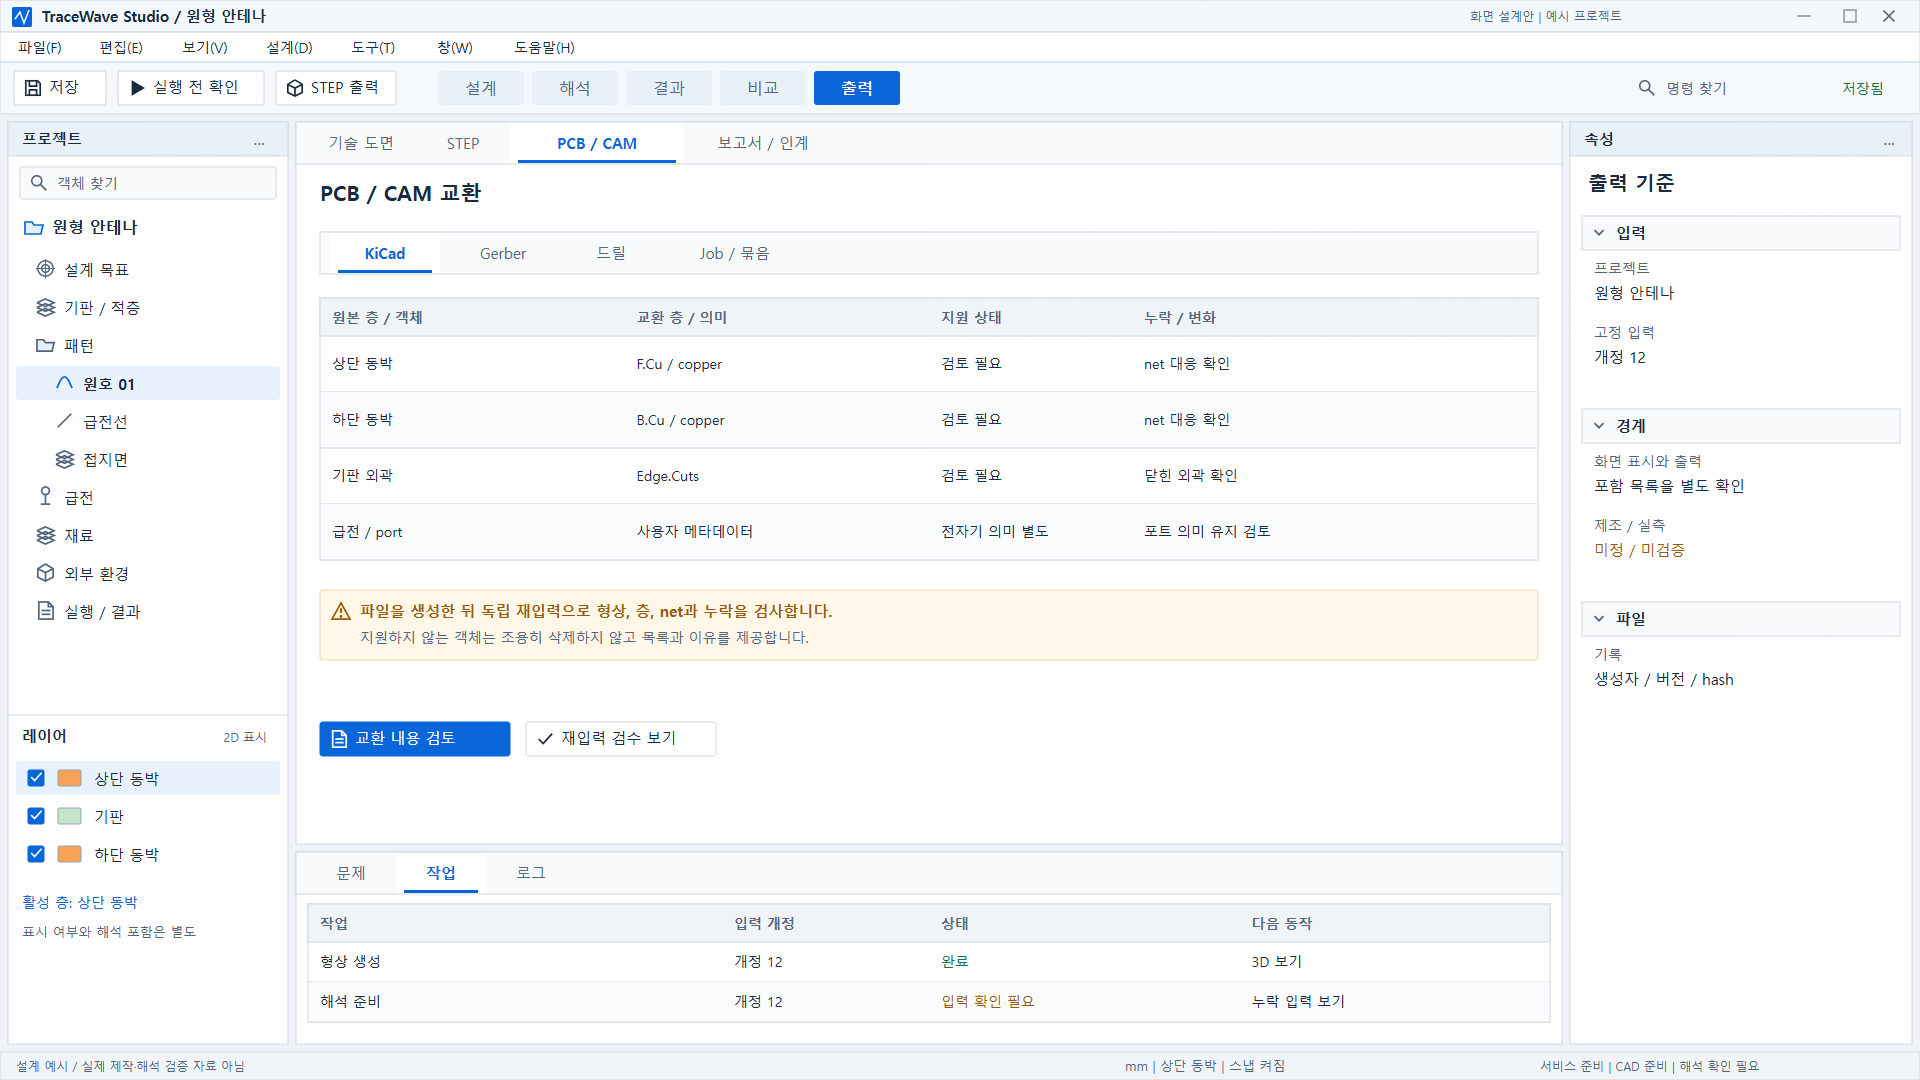 TraceWave Studio / 원형 안테나
화면 설계안 | 예시 프로젝트
파일(F) 편집(E) 보기(V) 설계(D) 도구(T) 창(W) 도움말(H)
저장 실행 전 확인 STEP 출력 설계 해석 결과 비교 출력 명령 찾기 저장됨
프로젝트 ...
객체 찾기
원형 안테나
설계 목표
기판 / 적층
패턴
원호 01
급전선
접지면
급전
재료
외부 환경
실행 / 결과
레이어 2D 표시
상단 동박
기판
하단 동박
활성 층: 상단 동박
표시 여부와 해석 포함은 별도
기술 도면 STEP PCB / CAM 보고서 / 인계
PCB / CAM 교환
KiCad Gerber 드릴 Job / 묶음
원본 층 / 객체 교환 층 / 의미 지원 상태 누락 / 변화
상단 동박 F.Cu / copper 검토 필요 net 대응 확인
하단 동박 B.Cu / copper 검토 필요 net 대응 확인
기판 외곽 Edge.Cuts 검토 필요 닫힌 외곽 확인
급전 / port 사용자 메타데이터 전자기 의미 별도 포트 의미 유지 검토
파일을 생성한 뒤 독립 재입력으로 형상, 층, net과 누락을 검사합니다.
지원하지 않는 객체는 조용히 삭제하지 않고 목록과 이유를 제공합니다.
교환 내용 검토 재입력 검수 보기
문제 작업 로그
작업 입력 개정 상태 다음 동작
형상 생성 개정 12 완료 3D 보기
해석 준비 개정 12 입력 확인 필요 누락 입력 보기
속성 ...
출력 기준
입력
프로젝트
원형 안테나
고정 입력
개정 12
경계
화면 표시와 출력
포함 목록을 별도 확인
제조 / 실측
미정 / 미검증
파일
기록
생성자 / 버전 / hash
설계 예시 / 실제 제작·해석 검증 자료 아님
mm | 상단 동박 | 스냅 켜짐
서비스 준비 | CAD 준비 | 해석 확인 필요